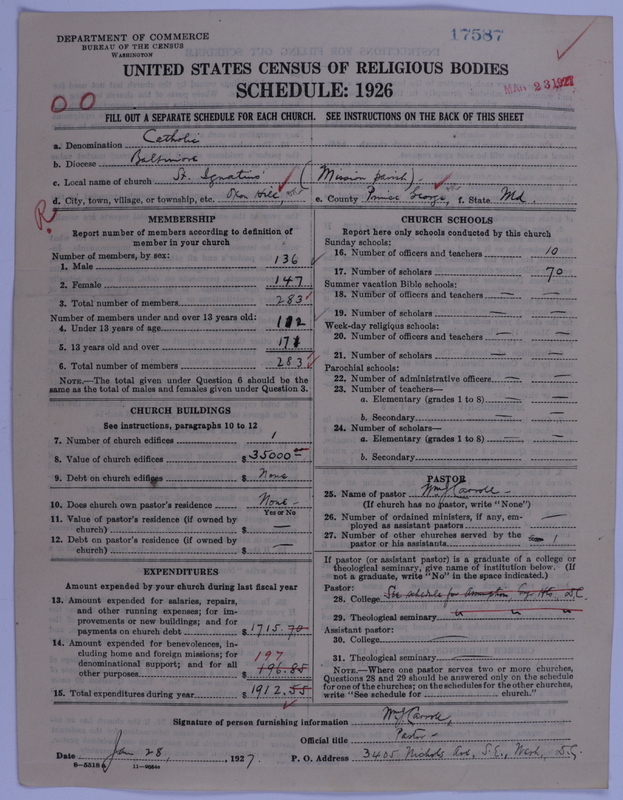 DEPARTMENT OF COMMERCE
BUREAU OF THE CENSUS
WASHINGTON
17587
UNITED STATES CENSUS OF RELIGIOUS BODIES
SCHEDULE: 1926
MAR 23 1927
FILL OUT A SEPARATE SCHEDULE FOR EACH CHURCH. SEE INSTRUCTIONS ON THE BACK OF THIS SHEET
a. Denomination Catholic
b. Diocese Baltimore
c. Local name of church St. Ignatius' (Mission parish)
d. City, town, village, or township, etc. Oxon Hill, e. County Prince George f. State Md.
R
MEMBERSHIP
Report number of members according to definition of member in your church
Number of members, by sex:
1. Male 136
2. Female 147
3. Total number of members 283
Number of members under and over 13 years old:
4. Under 13 years of age 112
5. 13 years old and over 171
6. Total number of members 283
NOTE.—The total given under Question 6 should be the same as the total of males and females given under Question 3.
CHURCH BUILDINGS
See instructions, paragraphs 10 to 12
7. Number of church edifices 1
8. Value of church edifices $35000
9. Debt on church edifices $ None
10. Does church own pastor's residence None
Yes or No
11. Value of pastor's residence (if owned by church) $ —
12. Debt on pastor's residence (if owned by church) $ —
EXPENDITURES
Amount expended by your church during last fiscal year
13. Amount expended for salaries, repairs, and other running expenses; for improvements or new buildings; and for payments on church debt $1715.70
14. Amount expended for benevolences, including home and foreign missions; for denominational support; and for all other purposes $ 197 196.85
15. Total expenditures during year $1912.55
CHURCH SCHOOLS
Report here only schools conducted by this church
Sunday schools:
16. Number of officers and teachers 10
17. Number of scholars 70
Summer vacation Bible schools:
18. Number of officers and teachers — —
19. Number of scholars — —
Week-day religious schools:
20. Number of officers and teachers — —
21. Number of scholars — —
Parochial schools:
22. Number of administrative officers — —
23. Number of teachers—
a. Elementary (grades 1 to 8) — —
b. Secondary — —
24. Number of scholars—
a. Elementary (grades 1 to 8) — —
b. Secondary — —
PASTOR
25. Name of pastor Wm J Carroll
(If church has no pastor, write "None")
26. Number of ordained ministers, if any, employed as assistant pastors
27. Number of other churches served by the pastor or his assistants 1
If pastor (or assistant pastor) is a graduate of a college or theological seminary, give name of institution below. (If not a graduate, write "No" in the space indicated.)
Pastor:
28. College See schedule for D.C.
29. Theological seminary " " "
Assistant pastor:
30. College —
31. Theological seminary —
NOTE.—Where one pastor serves two or more churches, Questions 28 and 29 should be answered only on the schedule for one of the churches; on the schedules for the other churches, write "See schedule for church."
Signature of person furnishing information Wm J Carroll
Official title Pastor
Date Jan 28, 1927. P. O. Address 3405 Nichols Ave, S.E., Wash, D.C.
8—5518a 11—9054a